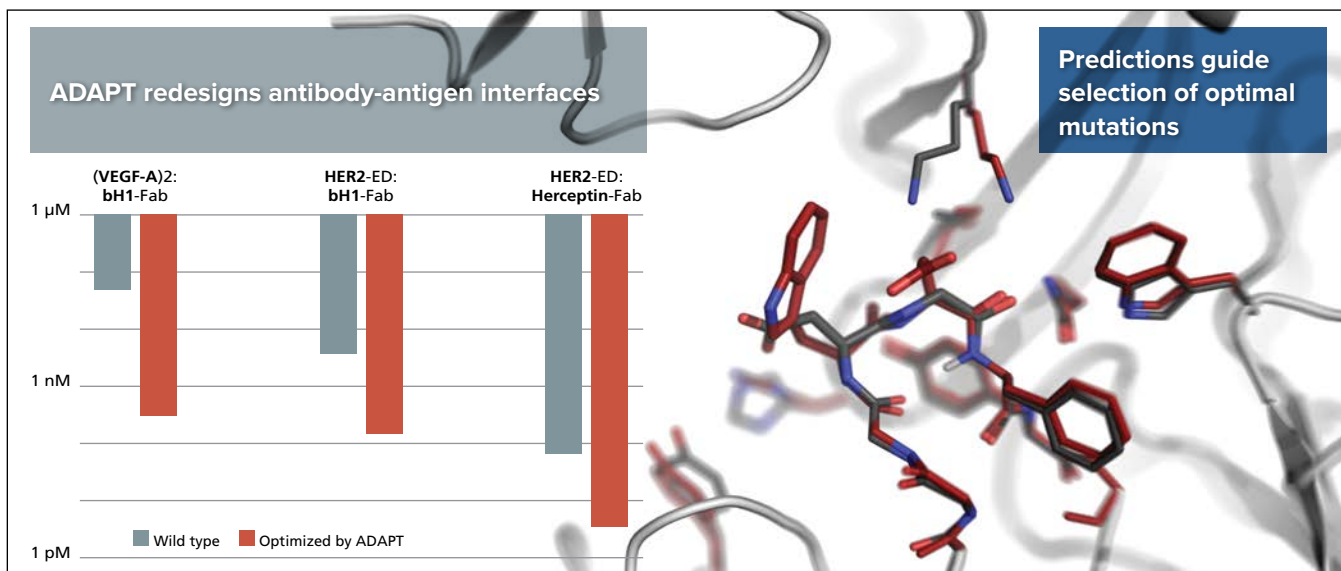 ADAPT redesigns antibody-antigen interfaces
Predictions guide
selection of optimal
mutations
(VEGF-A)2:
bH1-Fab
HER2-ED:
bH1-Fab
HER2-ED:
Herceptin-Fab
1 µM
1 nM
1 pM
Wild type
Optimized by ADAPT